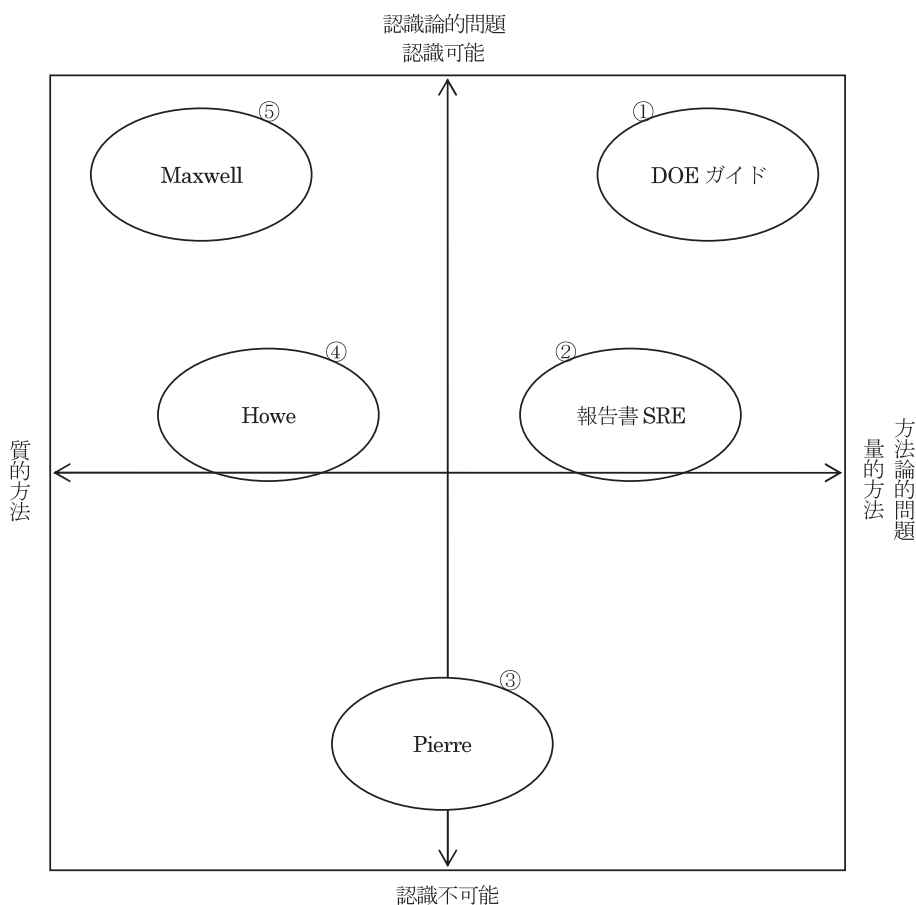 認識論的問題
認識可能
⑤
①
Maxwell
DOE ガイド
④
②
Howe
報告書 SRE
質的方法
量的方法
方法論的問題
③
Pierre
認識不可能